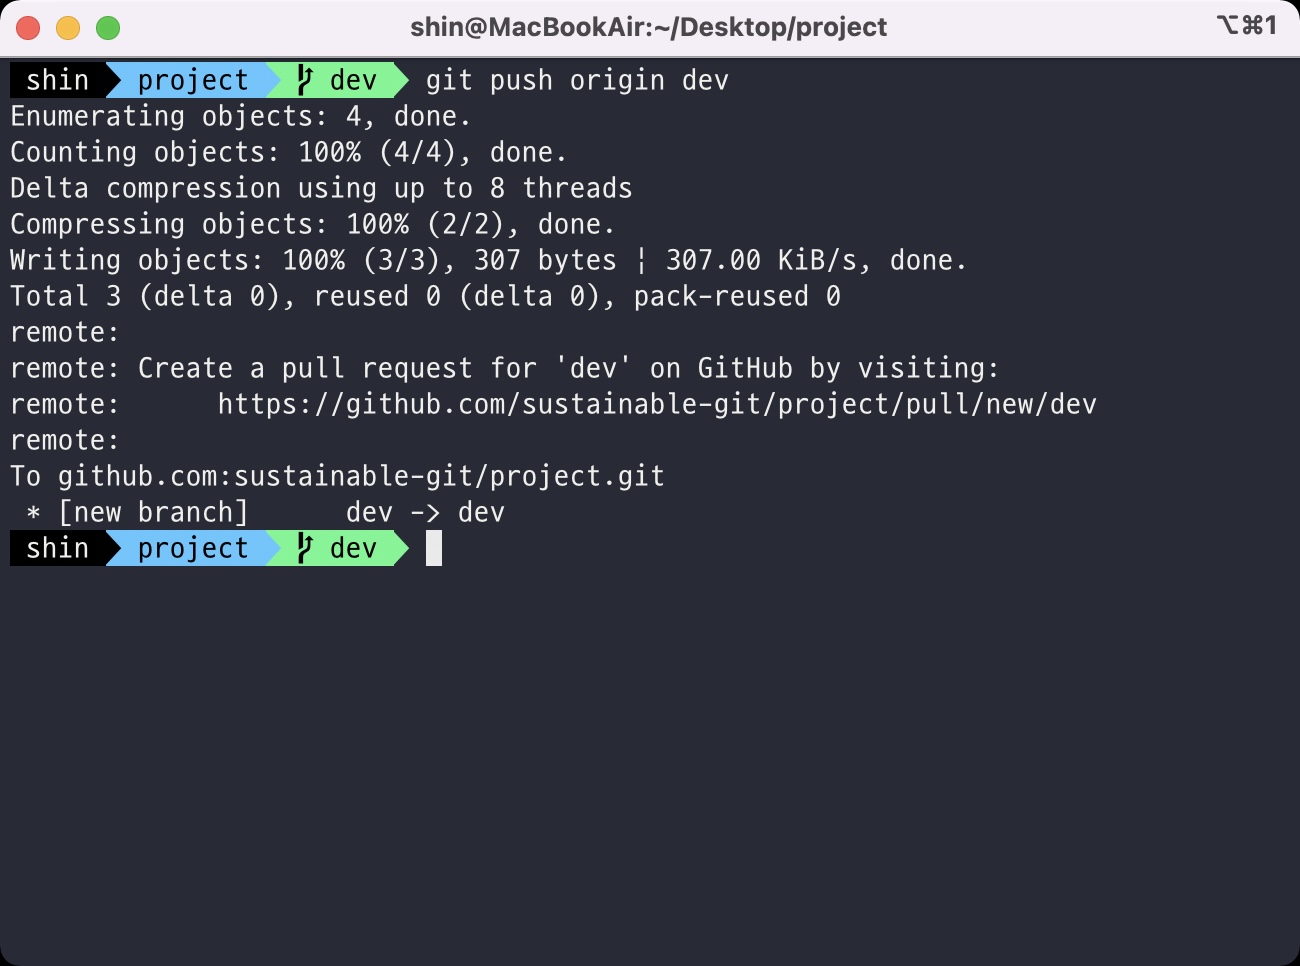 shin@MacBookAir:~/Desktop/project ⌥⌘1
shin project dev git push origin dev
Enumerating objects: 4, done.
Counting objects: 100% (4/4), done.
Delta compression using up to 8 threads
Compressing objects: 100% (2/2), done.
Writing objects: 100% (3/3), 307 bytes ¦ 307.00 KiB/s, done.
Total 3 (delta 0), reused 0 (delta 0), pack-reused 0
remote:
remote: Create a pull request for 'dev' on GitHub by visiting:
remote:      https://github.com/sustainable-git/project/pull/new/dev
remote:
To github.com:sustainable-git/project.git
 * [new branch]      dev -> dev
shin project dev